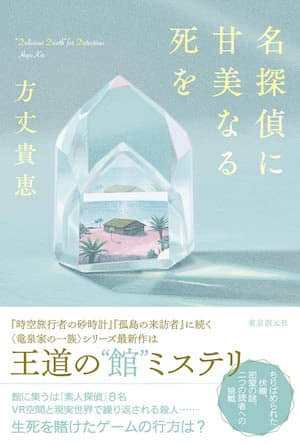 名探偵に
甘美なる
死を
"Delicious Death" for Detectives
Hojo Kie
方丈貴恵
東京創元社
『時空旅行者の砂時計』『孤島の来訪者』に続く
〈竜泉家の一族〉シリーズ最新作は
王道の"館"ミステリ
館に集うは『素人探偵』8名
VR空間と現実世界で繰り返される殺人……
生死を賭けたゲームの行方は？
ちりばめられた
伏線
密室の謎、
二つの読者への
挑戦